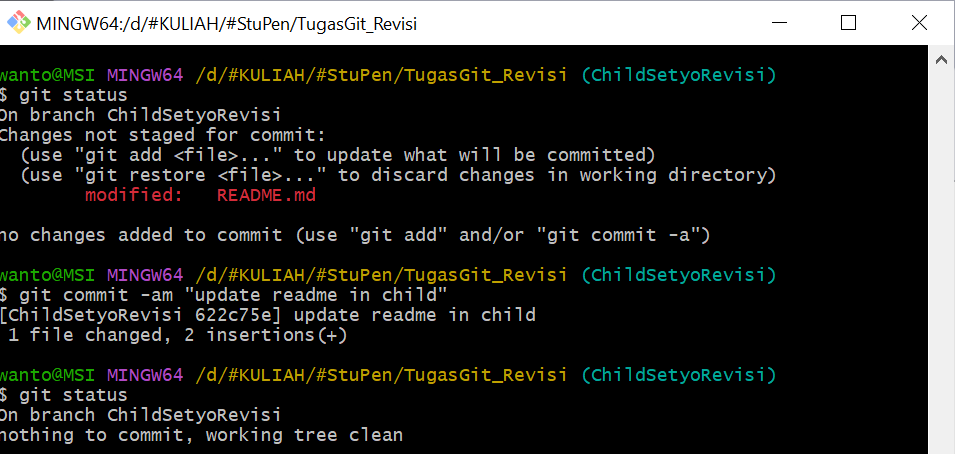 MINGW64:/d/#KULIAH/#StuPen/TugasGit_Revisi
wanto@MSI MINGW64 /d/#KULIAH/#StuPen/TugasGit_Revisi (ChildSetyoRevisi)
$ git status
On branch ChildSetyoRevisi
Changes not staged for commit:
  (use "git add <file>..." to update what will be committed)
  (use "git restore <file>..." to discard changes in working directory)
        modified:   README.md
no changes added to commit (use "git add" and/or "git commit -a")
wanto@MSI MINGW64 /d/#KULIAH/#StuPen/TugasGit_Revisi (ChildSetyoRevisi)
$ git commit -am "update readme in child"
[ChildSetyoRevisi 622c75e] update readme in child
 1 file changed, 2 insertions(+)
wanto@MSI MINGW64 /d/#KULIAH/#StuPen/TugasGit_Revisi (ChildSetyoRevisi)
$ git status
On branch ChildSetyoRevisi
nothing to commit, working tree clean